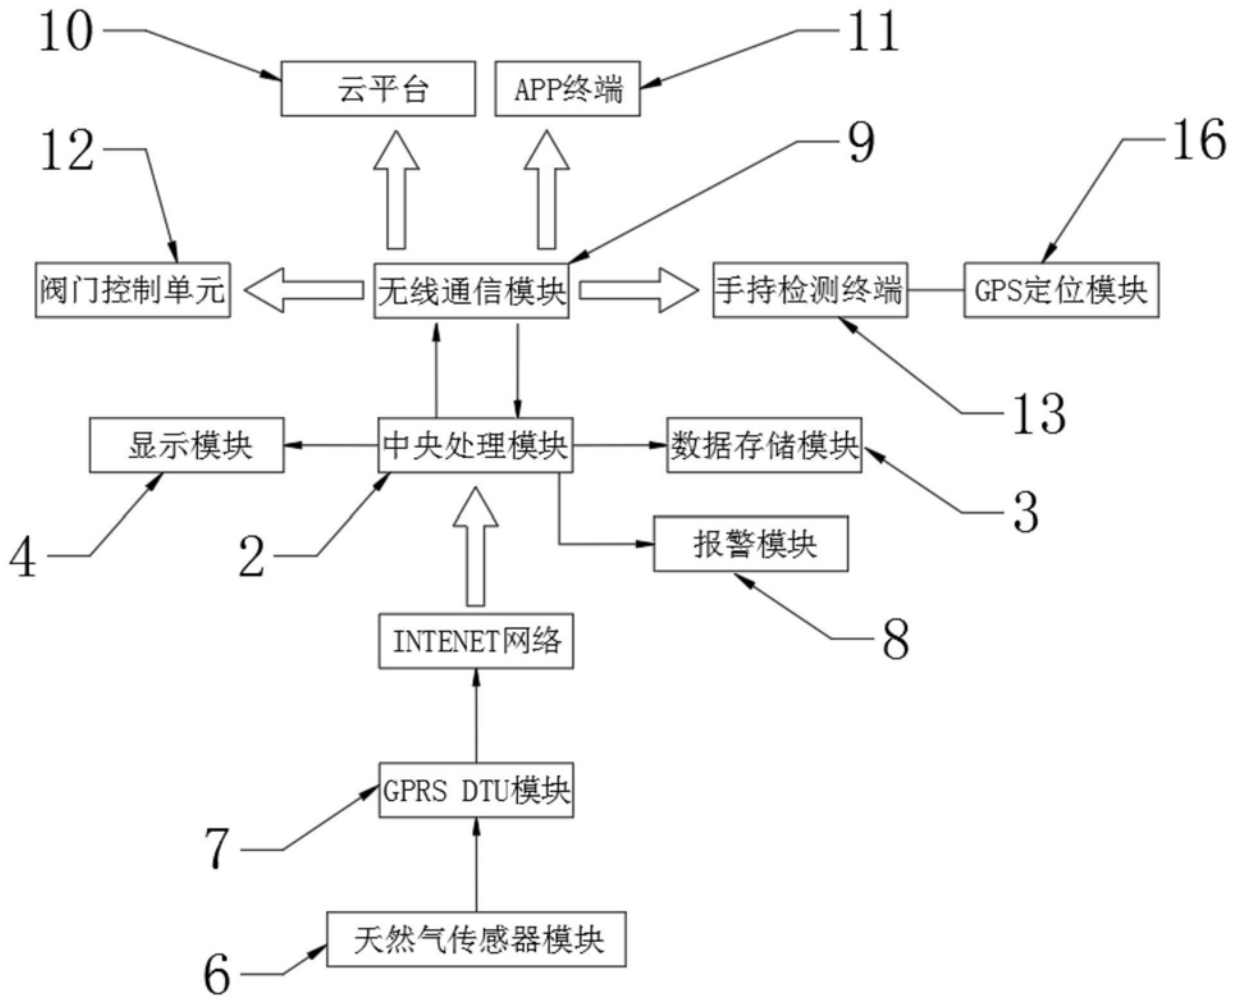 10
11
云平台
APP终端
12
9
16
阀门控制单元
无线通信模块
手持检测终端
GPS定位模块
13
显示模块
中央处理模块
数据存储模块
3
4
2
报警模块
8
INTENET网络
GPRS DTU模块
7
天然气传感器模块
6